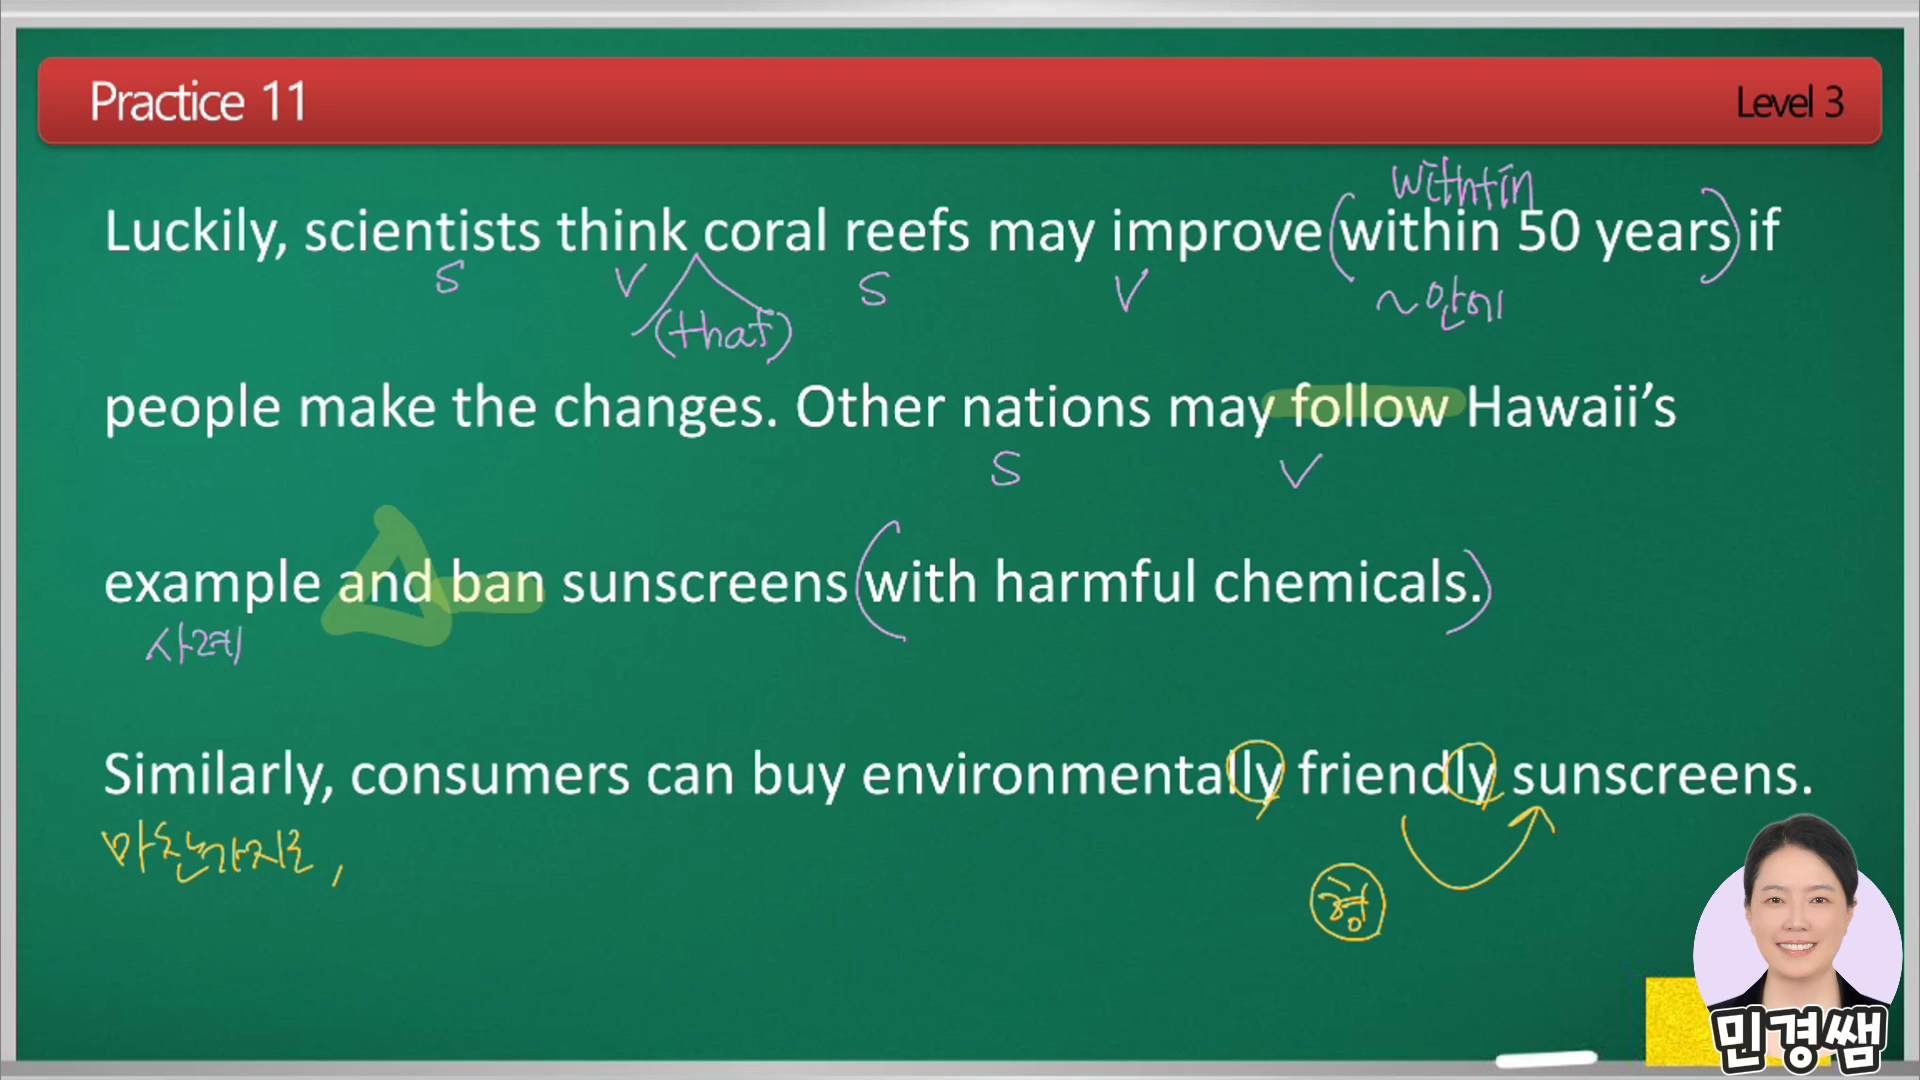 Practice 11
Level 3
withtin
Luckily, scientists think coral reefs may improve (within 50 years) if
S V S V ~안에
(that)
people make the changes. Other nations may follow Hawaii’s
S V
example and ban sunscreens (with harmful chemicals.)
사례
Similarly, consumers can buy environmentally friendly sunscreens.
마찬가지로,
형
민경쌤